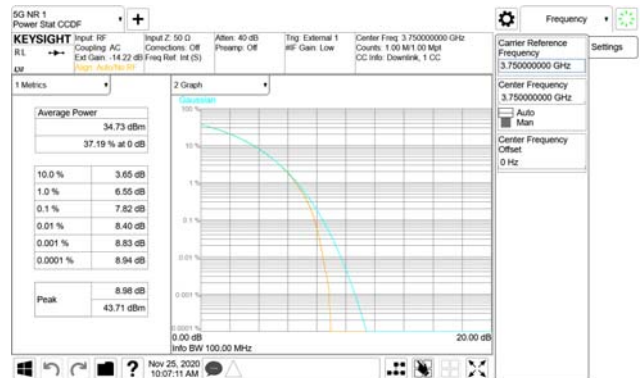 5G NR 1
Power Stat CCDF
Frequency
KEYSIGHT
Input: RF
Coupling: AC
Ext Gain: -14.22 dB
Align: Auto/No RF
Input Z: 50 Ω
Corrections: Off
Freq Ref: Int (S)
Atten: 40 dB
Preamp: Off
Trig: External 1
#IF Gain: Low
Center Freq: 3.750000000 GHz
Counts: 1.00 M/1.00 Mpt
CC Info: Downlink, 1 CC
RL
Carrier Reference
Frequency
3.750000000 GHz
Settings
Center Frequency
3.750000000 GHz
Auto
Man
Center Frequency
Offset
0 Hz
1 Metrics
Average Power
34.73 dBm
37.19 % at 0 dB
10.0 % 3.65 dB
1.0 % 6.55 dB
0.1 % 7.82 dB
0.01 % 8.40 dB
0.001 % 8.83 dB
0.0001 % 8.94 dB
Peak
8.98 dB
43.71 dBm
2 Graph
Gaussian
100 %
10 %
1 %
0.1 %
0.01 %
0.001 %
0.0001 %
0.00 dB
20.00 dB
Info BW 100.00 MHz
Nov 25, 2020
10:07:11 AM